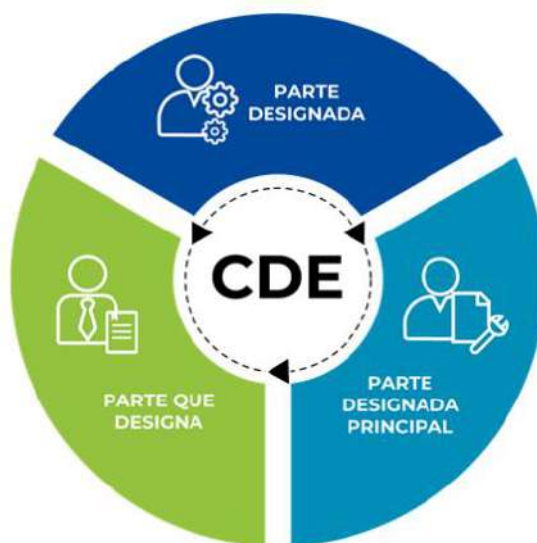 PARTE
DESIGNADA
CDE
PARTE QUE
DESIGNA
PARTE
DESIGNADA
PRINCIPAL